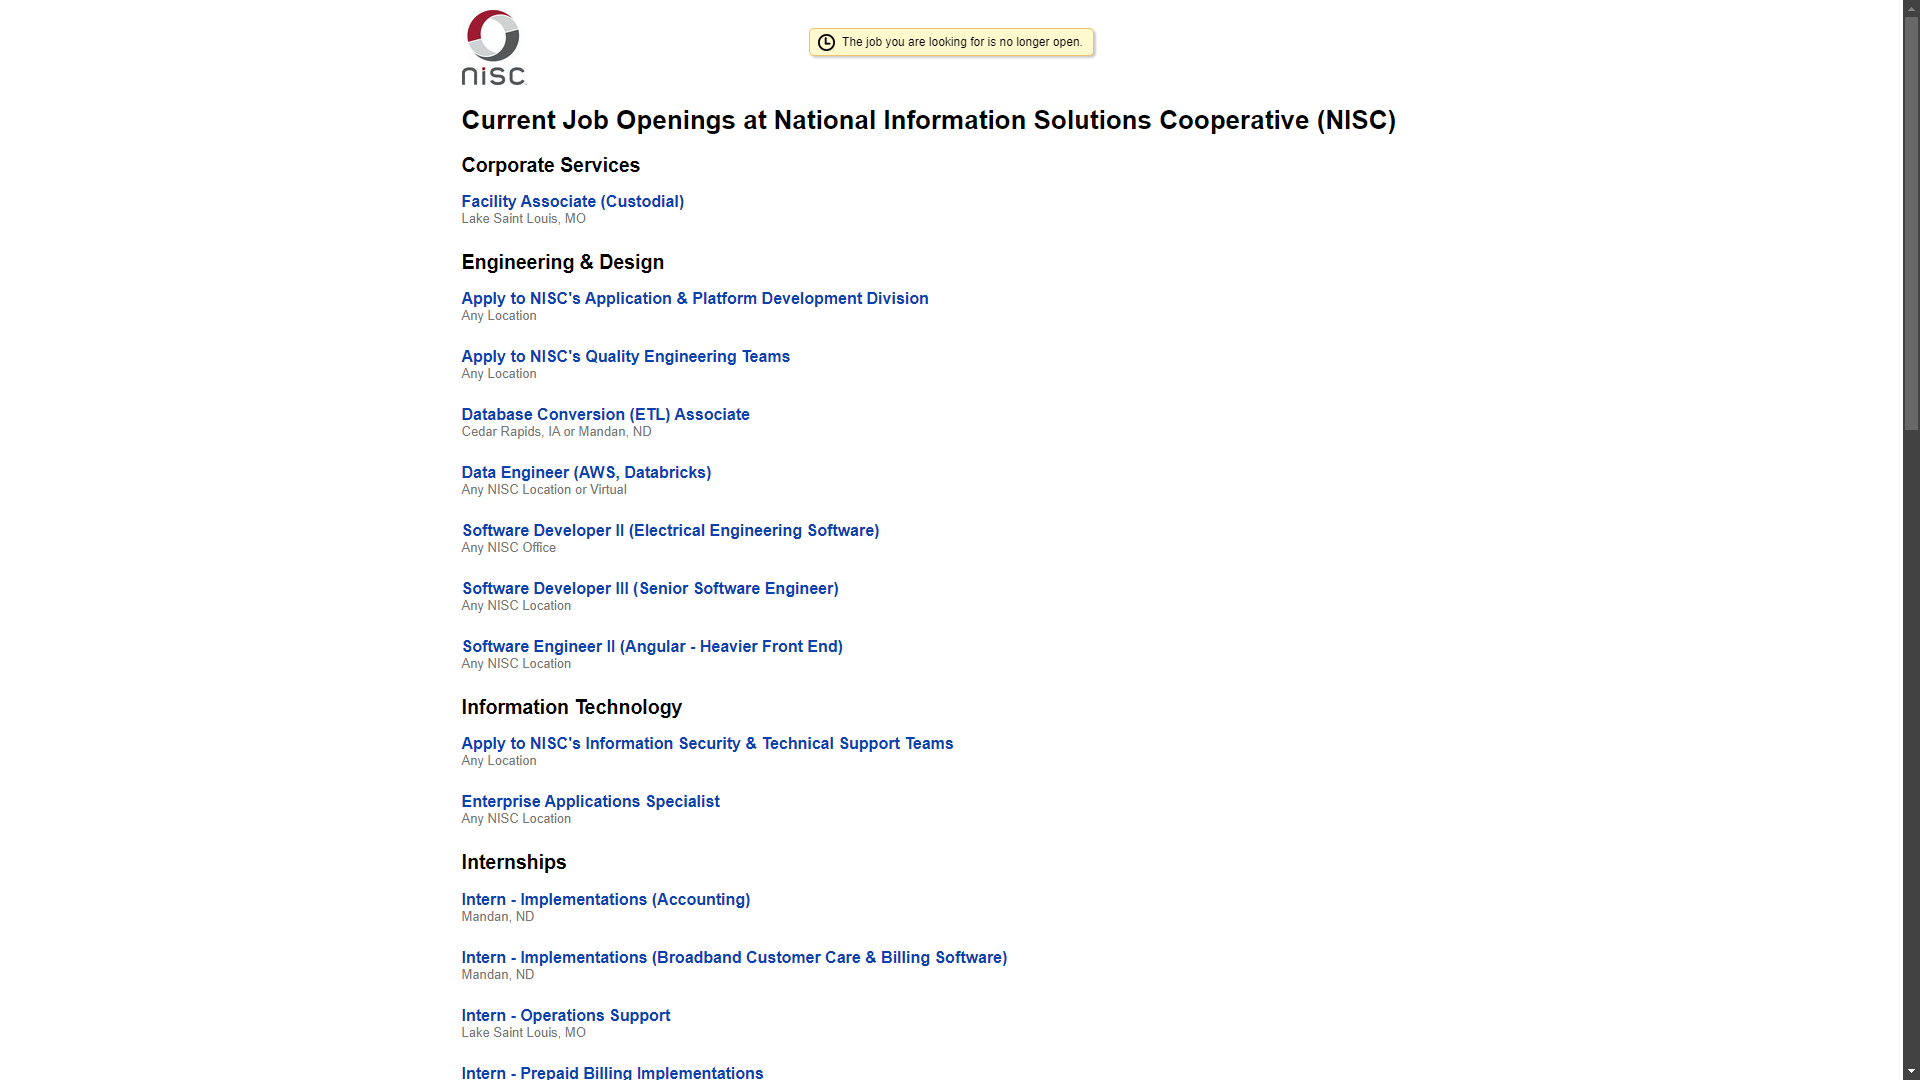 nisc
The job you are looking for is no longer open.
Current Job Openings at National Information Solutions Cooperative (NISC)
Corporate Services
Facility Associate (Custodial)
Lake Saint Louis, MO
Engineering & Design
Apply to NISC's Application & Platform Development Division
Any Location
Apply to NISC's Quality Engineering Teams
Any Location
Database Conversion (ETL) Associate
Cedar Rapids, IA or Mandan, ND
Data Engineer (AWS, Databricks)
Any NISC Location or Virtual
Software Developer II (Electrical Engineering Software)
Any NISC Office
Software Developer III (Senior Software Engineer)
Any NISC Location
Software Engineer II (Angular - Heavier Front End)
Any NISC Location
Information Technology
Apply to NISC's Information Security & Technical Support Teams
Any Location
Enterprise Applications Specialist
Any NISC Location
Internships
Intern - Implementations (Accounting)
Mandan, ND
Intern - Implementations (Broadband Customer Care & Billing Software)
Mandan, ND
Intern - Operations Support
Lake Saint Louis, MO
Intern - Prepaid Billing Implementations